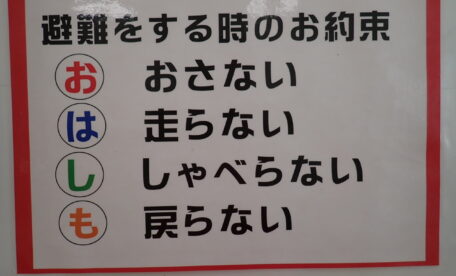 避難をする時のお約束
お おさない
は 走らない
し しゃべらない
も 戻らない